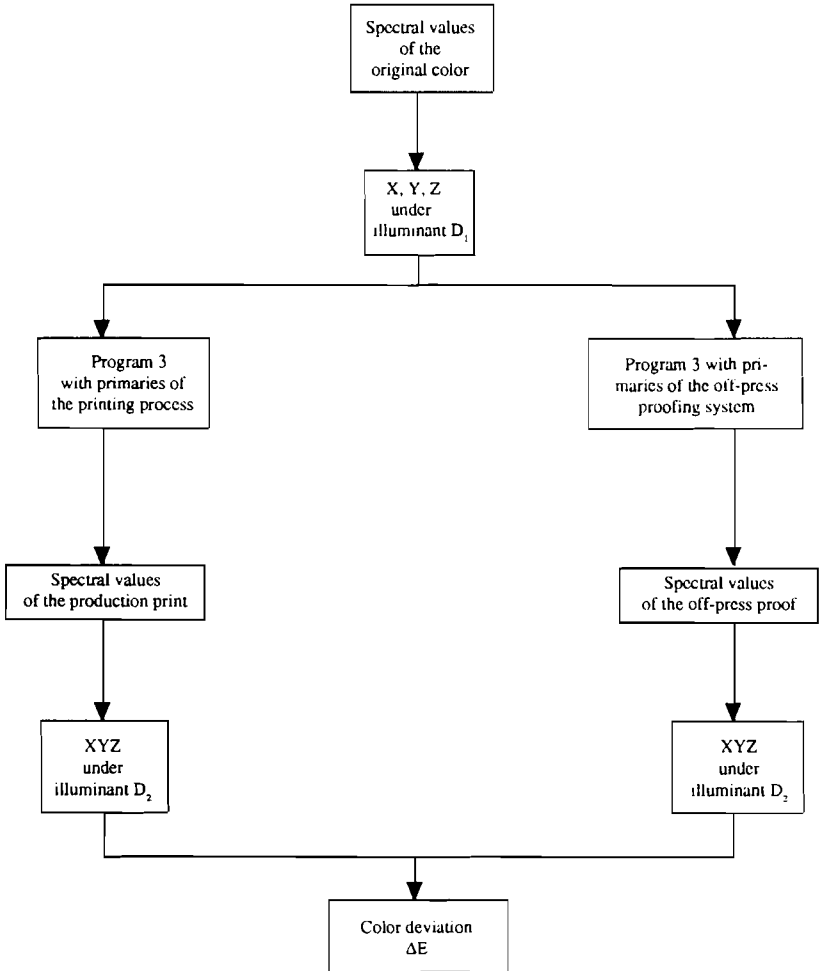 Spectral values
of the
original color
X, Y, Z
under
illuminant D₁
Program 3
with primaries of
the printing process
Program 3 with pri-
maries of the off-press
proofing system
Spectral values
of the production print
Spectral values
of the off-press proof
XYZ
under
illuminant D₂
XYZ
under
illuminant D₂
Color deviation
ΔE